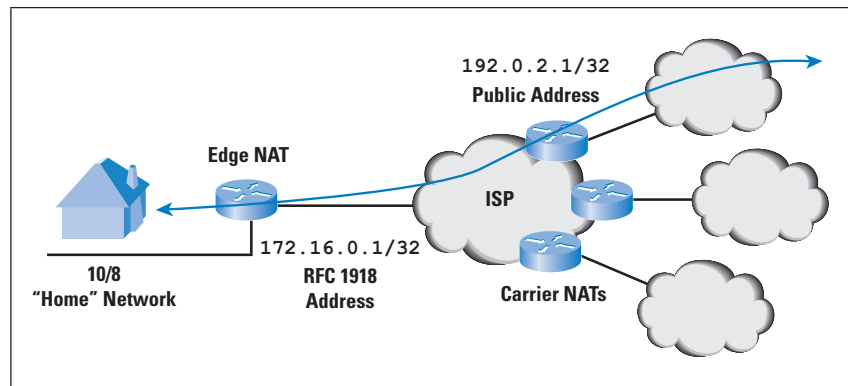 192.0.2.1/32
Public Address
Edge NAT
ISP
172.16.0.1/32
RFC 1918
Address
10/8
“Home” Network
Carrier NATs